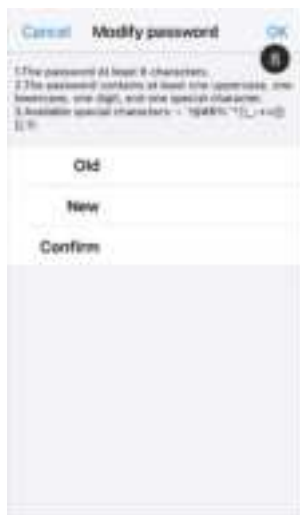 Cancel Modify password OK
8
1.The password At least 8 characters.
2.The password contains at least one uppercase, one
lowercase, one digit, and one special character.
3.Available special characters
Old
New
Confirm